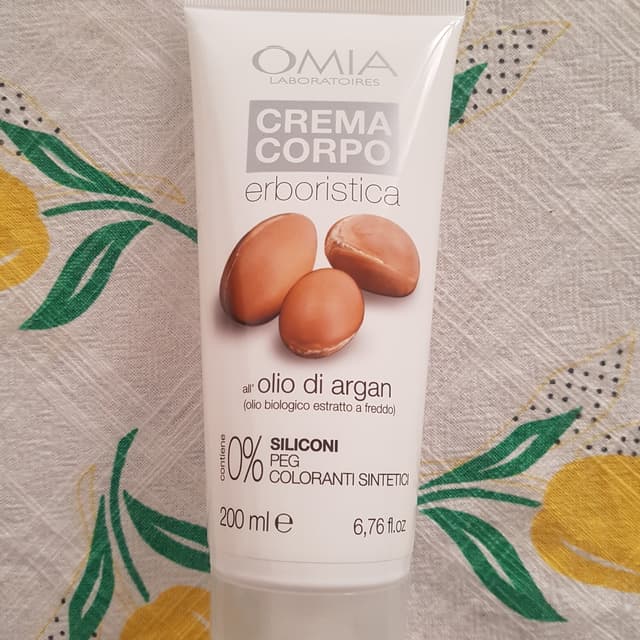 OMIA
LABORATOIRES
CREMA
CORPO
erboristica
all' olio di argan
(olio biologico estratto a freddo)
contiene
0% SILICONI
PEG
COLORANTI SINTETICI
200 ml ℮ 6,76 fl.oz